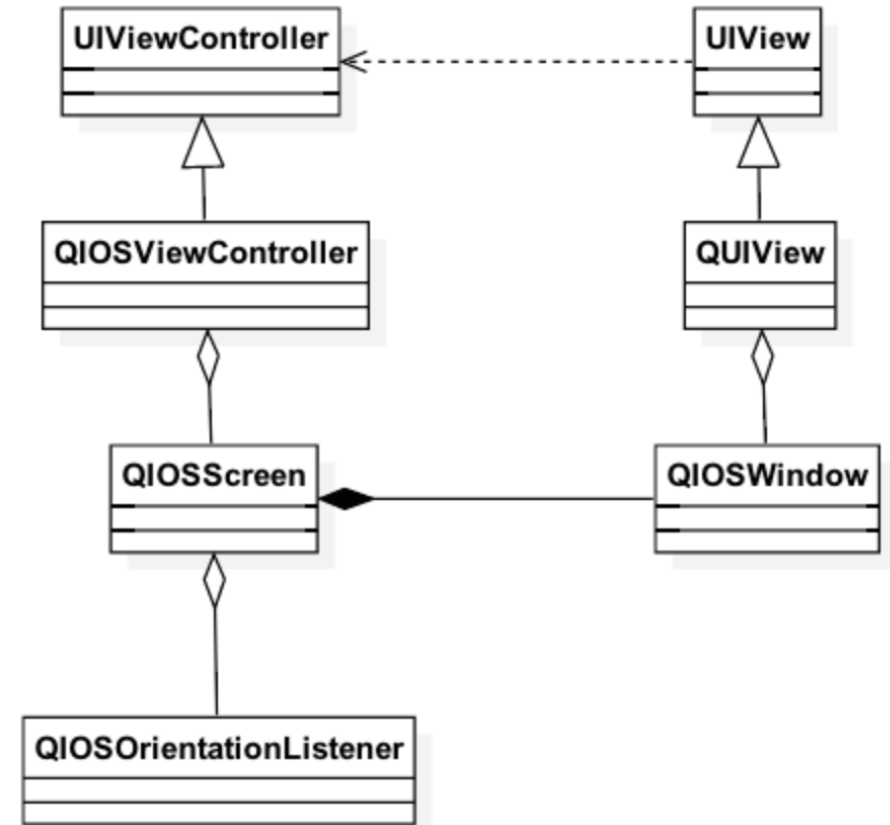 UIViewController
UIView
QIOSViewController
QUIView
QIOSScreen
QIOSWindow
QIOSOrientationListener